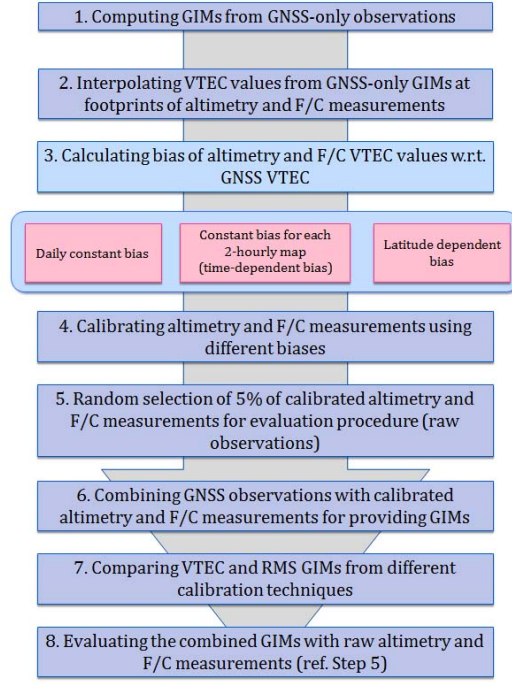 1. Computing GIMs from GNSS-only observations
2. Interpolating VTEC values from GNSS-only GIMs at
footprints of altimetry and F/C measurements
3. Calculating bias of altimetry and F/C VTEC values w.r.t.
GNSS VTEC
Daily constant bias
Constant bias for each
2-hourly map
(time-dependent bias)
Latitude dependent
bias
4. Calibrating altimetry and F/C measurements using
different biases
5. Random selection of 5% of calibrated altimetry and
F/C measurements for evaluation procedure (raw
observations)
6. Combining GNSS observations with calibrated
altimetry and F/C measurements for providing GIMs
7. Comparing VTEC and RMS GIMs from different
calibration techniques
8. Evaluating the combined GIMs with raw altimetry and
F/C measurements (ref. Step 5)